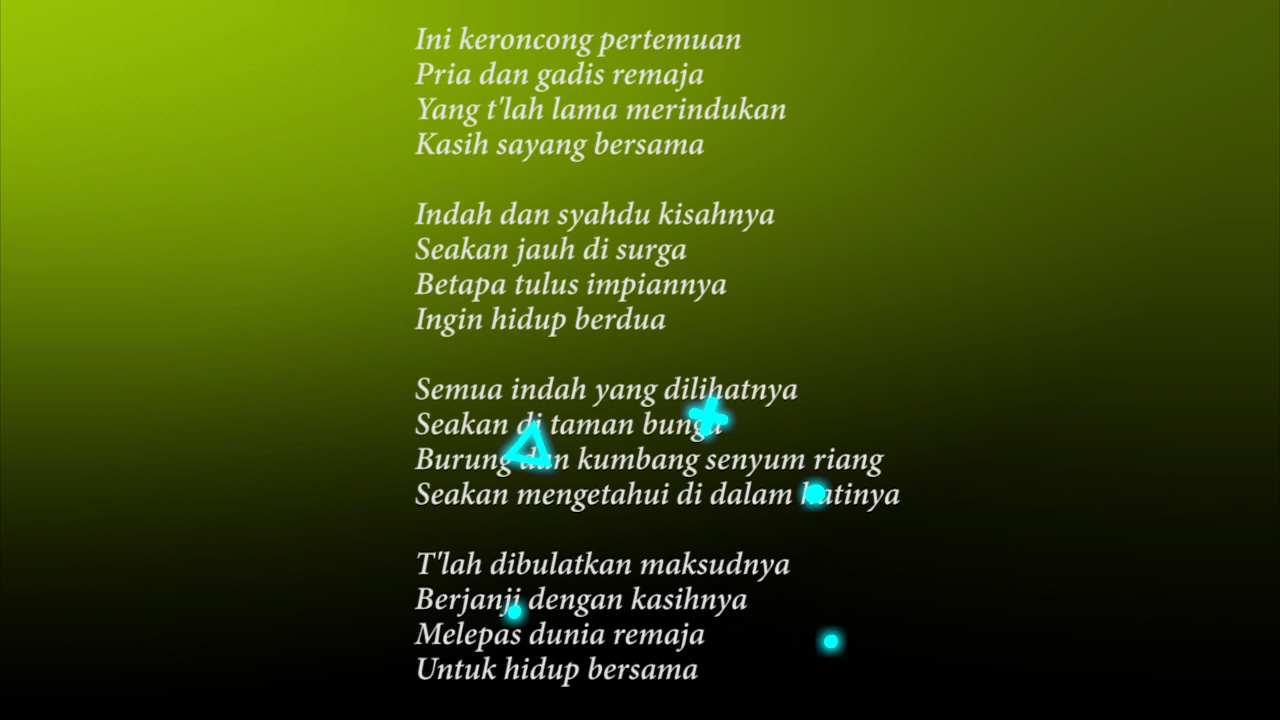 Ini keroncong pertemuan
Pria dan gadis remaja
Yang t'lah lama merindukan
Kasih sayang bersama
Indah dan syahdu kisahnya
Seakan jauh di surga
Betapa tulus impiannya
Ingin hidup berdua
Semua indah yang dilihatnya
Seakan di taman bunga
Burung dan kumbang senyum riang
Seakan mengetahui di dalam hatinya
T'lah dibulatkan maksudnya
Berjanji dengan kasihnya
Melepas dunia remaja
Untuk hidup bersama